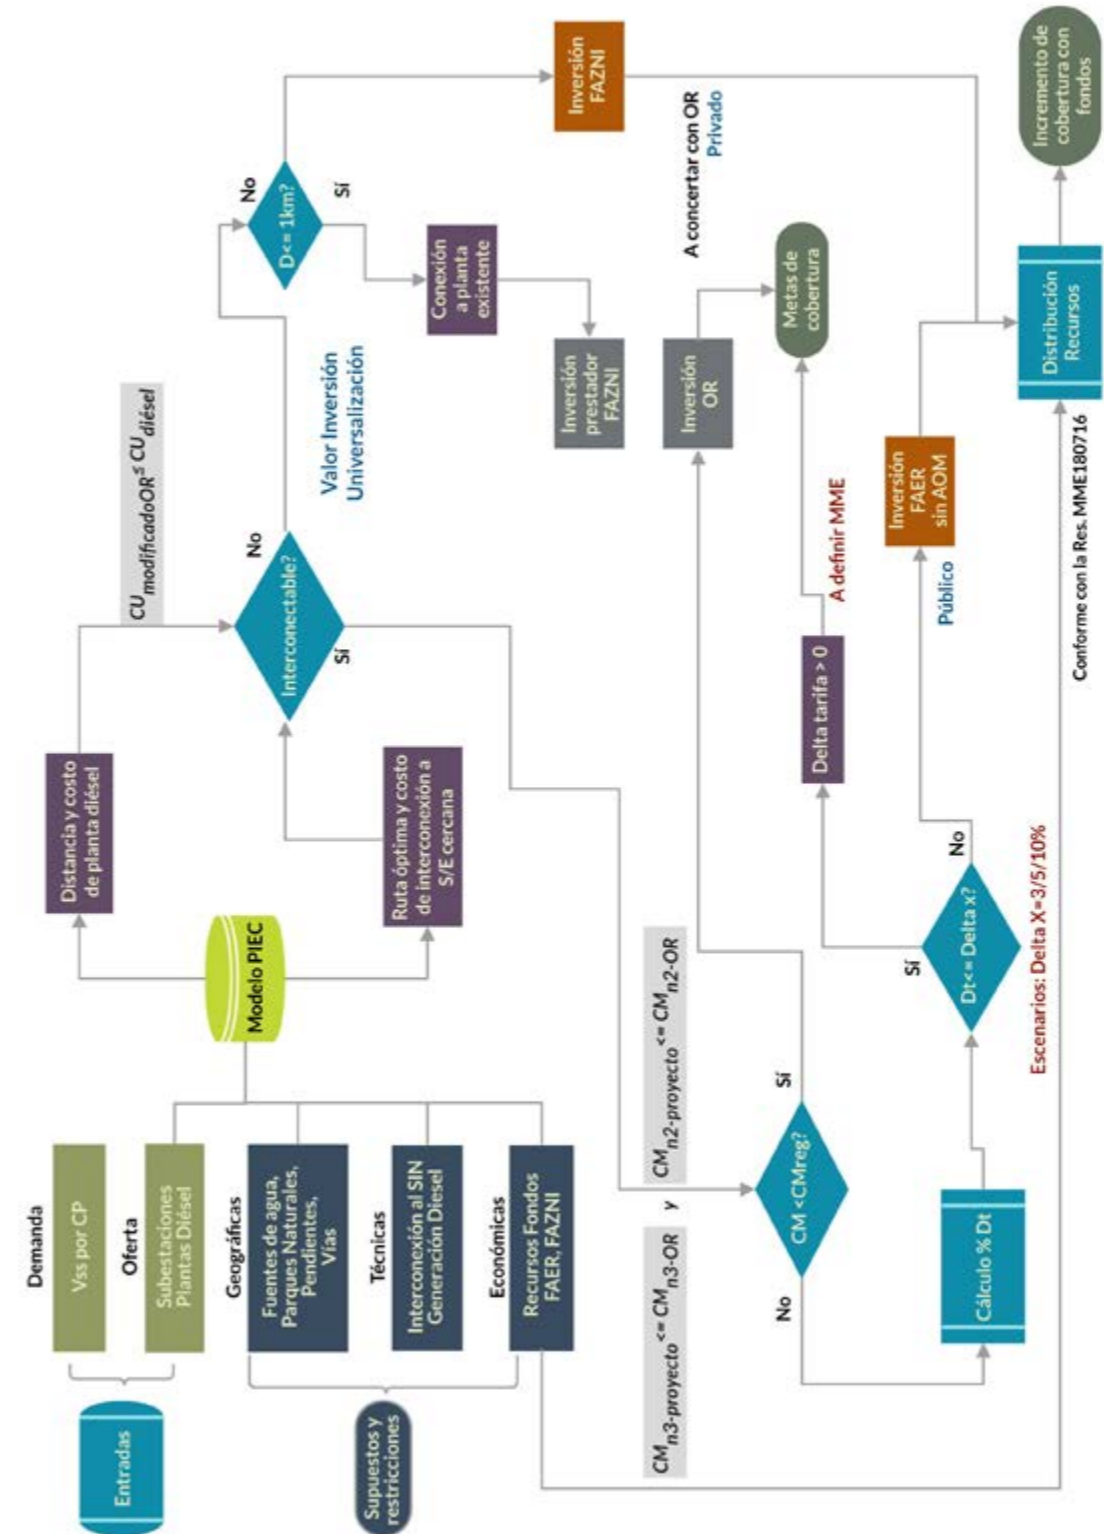 Entradas
Demanda
Vss por CP
Oferta
Subestaciones
Plantas Diésel
Supuestos y
restricciones
Geográficas
Fuentes de agua,
Parques Naturales,
Pendientes,
Vías
Técnicas
Interconexión al SIN
Generación Diesel
Económicas
Recursos Fondos
FAER, FAZNI
Modelo PIEC
Distancia y costo
de planta diésel
Ruta óptima y costo
de interconexión a
S/E cercana
CU modificadoOR ≤ CU diésel
Interconectable?
No
Sí
Valor Inversión
Universalización
D<= 1km?
No
Sí
Conexión
a planta
existente
Inversión
prestador
FAZNI
Inversión
FAZNI
CM n3-proyecto <= CM n3-OR y CM n2-proyecto <= CM n2-OR
CM <CMreg?
No
Sí
Inversión
OR
A concertar con OR
Privado
Metas de
cobertura
Cálculo % Dt
Dt<= Delta x?
Sí
No
Escenarios: Delta X=3/5/10%
Delta tarifa > 0
A definir MME
Público
Inversión
FAER
sin AOM
Conforme con la Res. MME180716
Distribución
Recursos
Incremento de
cobertura con
fondos